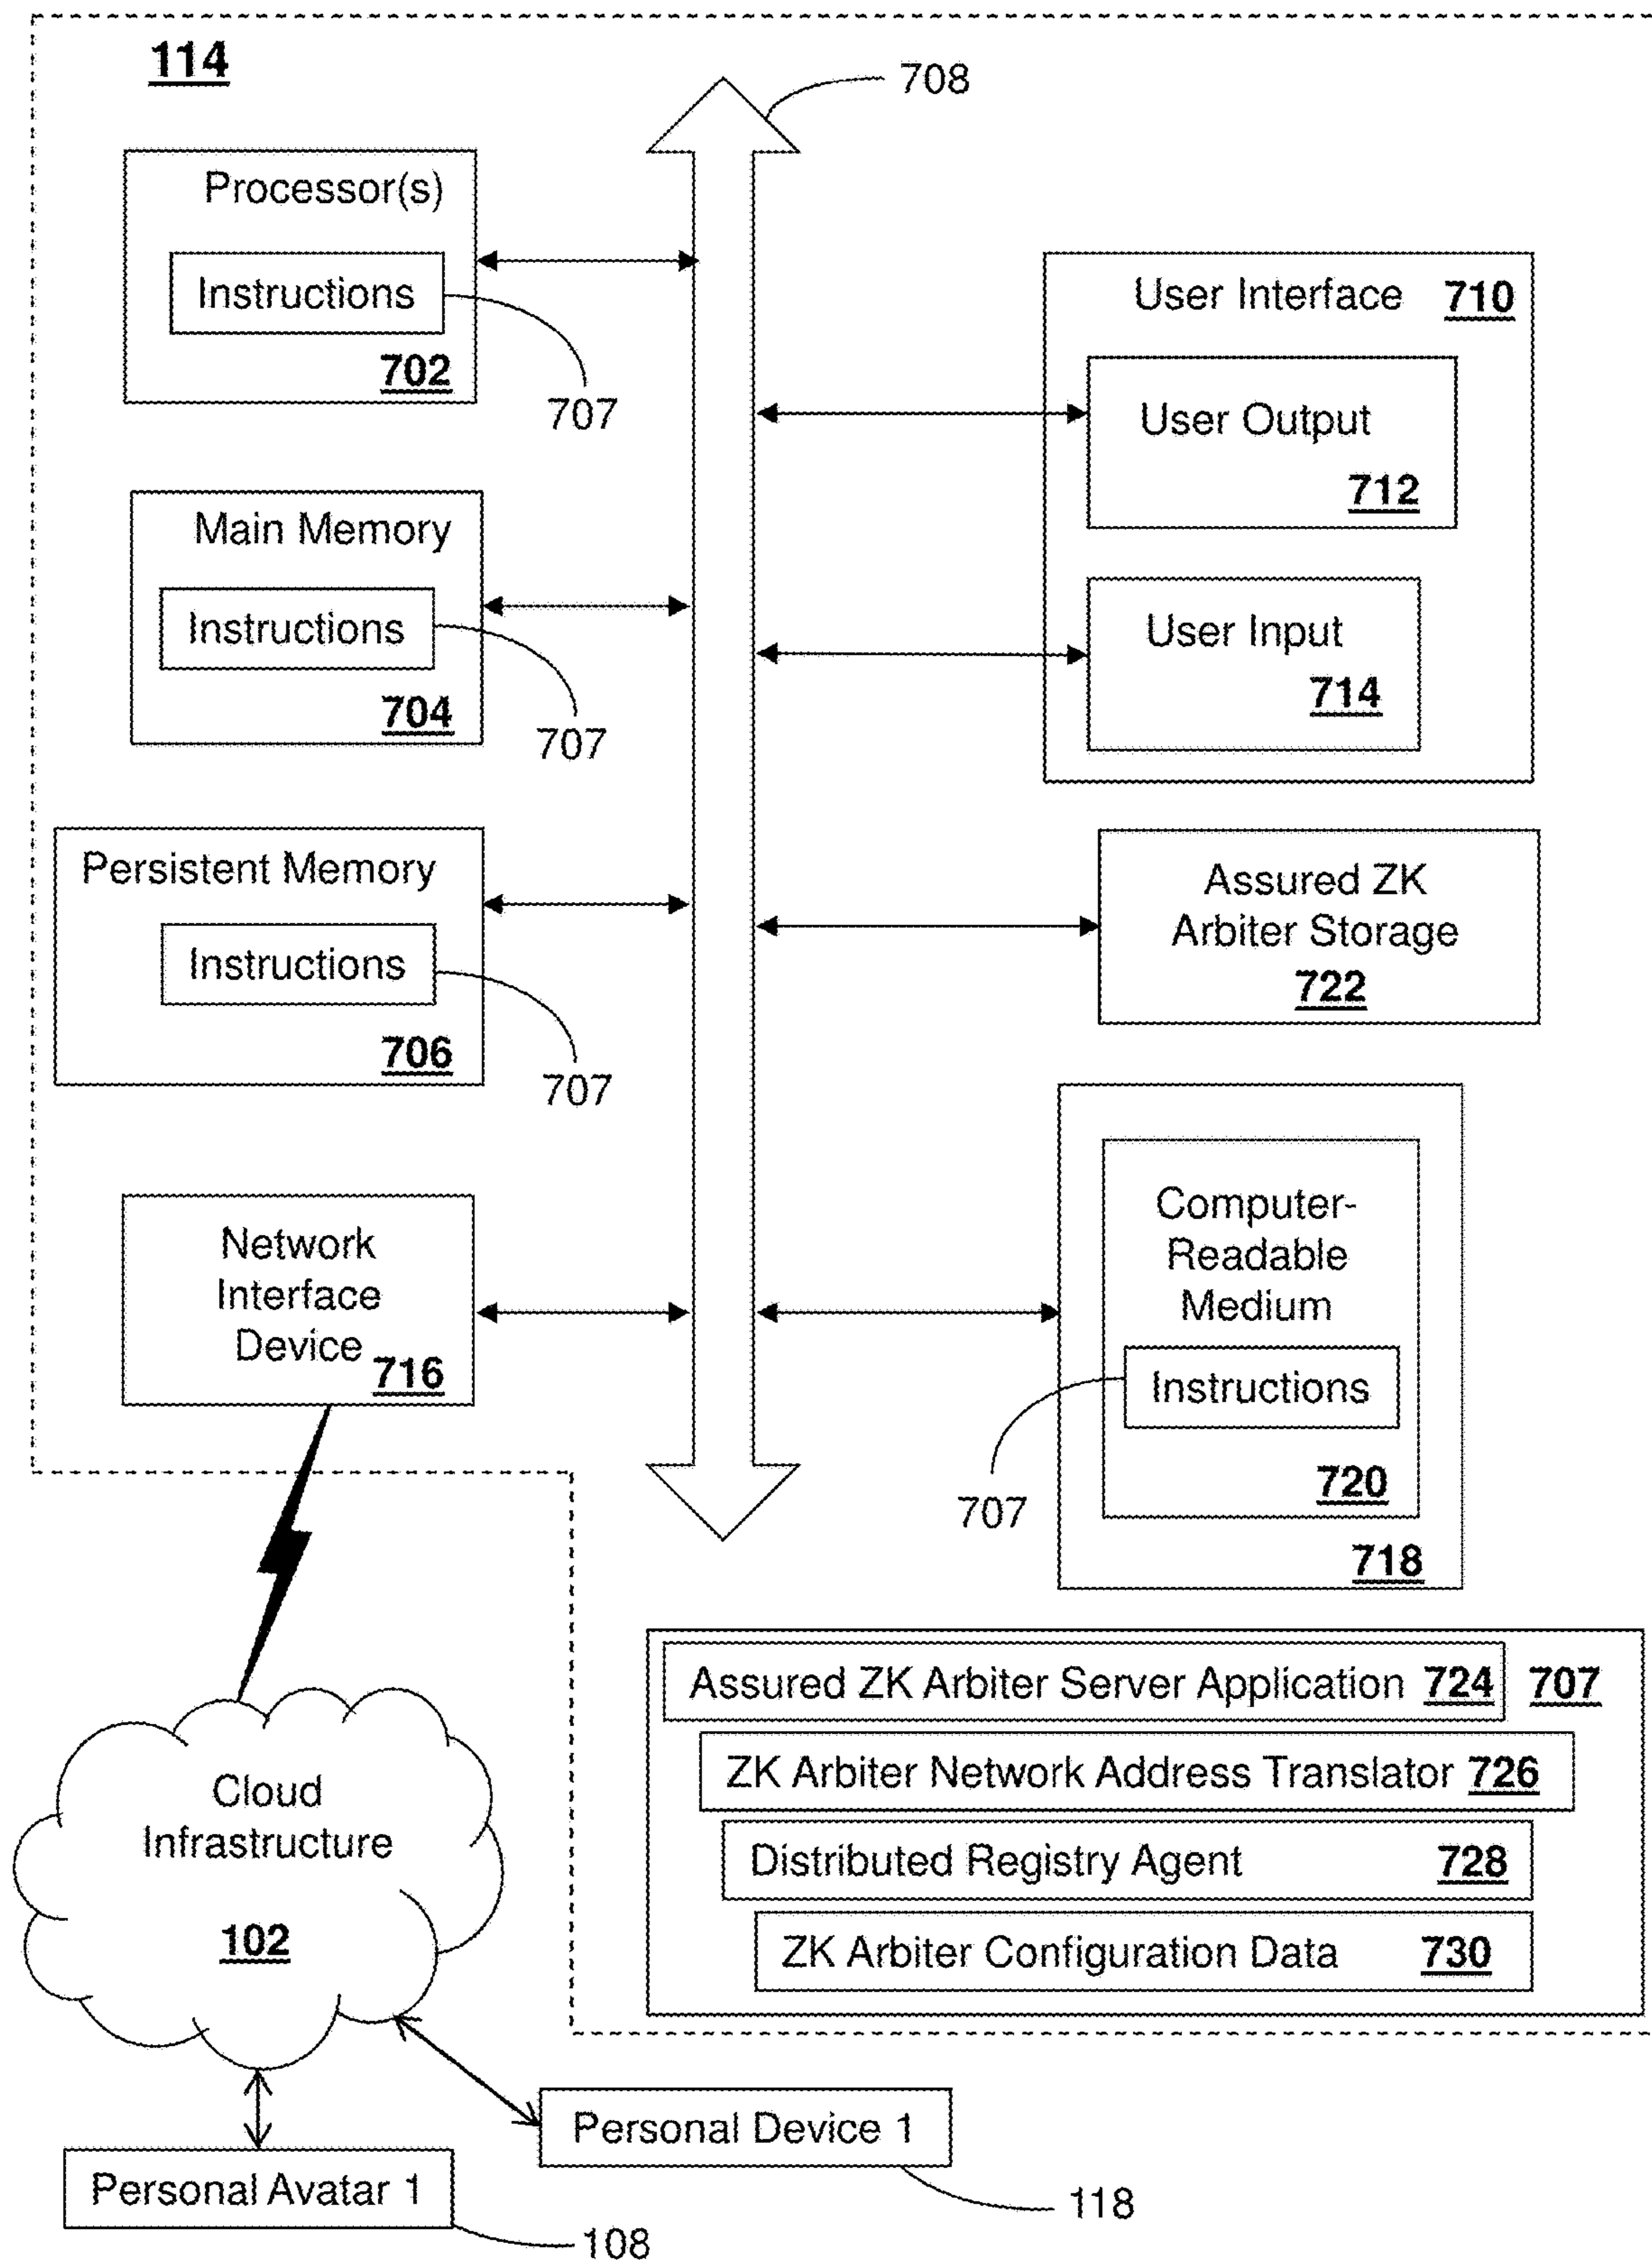 114
708
Processor(s)
Instructions
702
707
User Interface 710
User Output
712
Main Memory
Instructions
704
707
User Input
714
Persistent Memory
Instructions
706
707
Assured ZK
Arbiter Storage
722
Network
Interface
Device
716
Computer-
Readable
Medium
Instructions
720
707
718
Assured ZK Arbiter Server Application 724
707
ZK Arbiter Network Address Translator 726
Distributed Registry Agent 728
ZK Arbiter Configuration Data 730
Cloud
Infrastructure
102
Personal Device 1
118
Personal Avatar 1
108